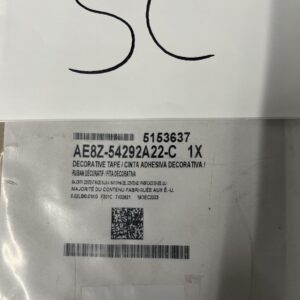 SC
5153637
AE8Z-54292A22-C 1X
DECORATIVE TAPE / CINTA ADHESIVA DECORATIVA /
RUBAN DÉCORATIF / FITA DECORATIVA
MAJORITÉ DU CONTENU FABRIQUÉE AUX É.-U.